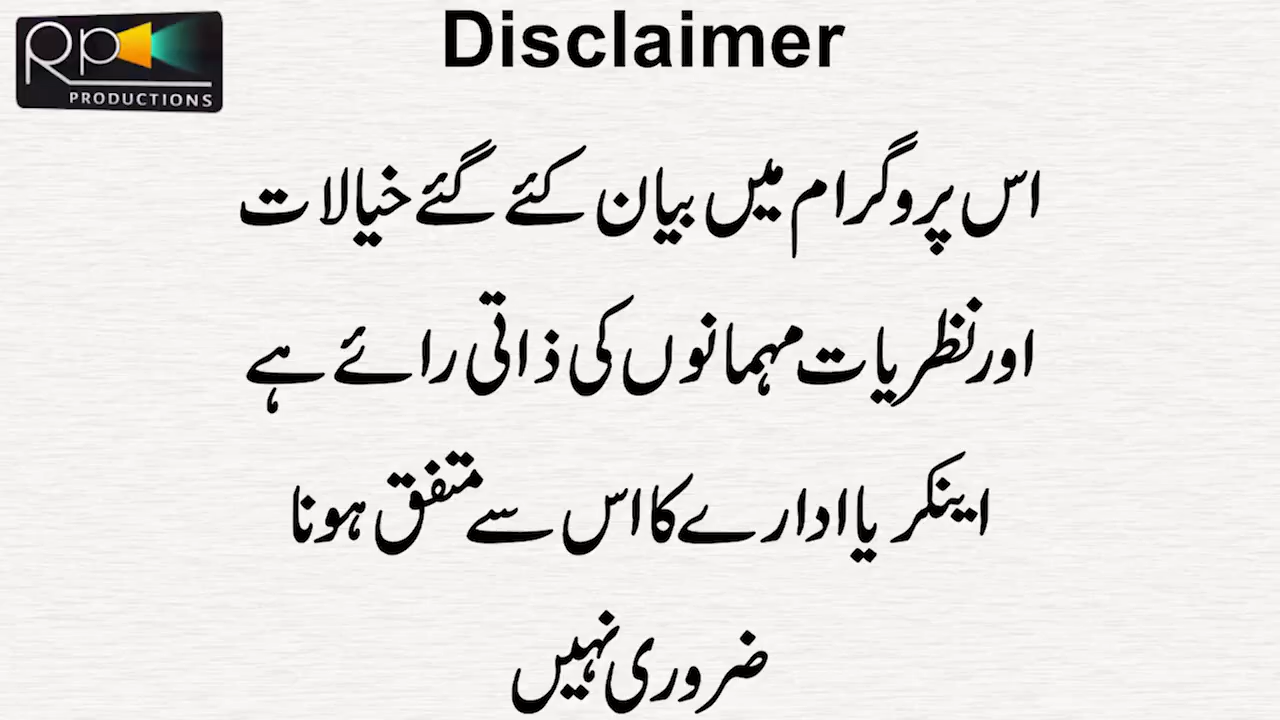 Rp
PRODUCTIONS
Disclaimer
اس پروگرام میں بیان کئے گئے خیالات
اور نظریات مہمانوں کی ذاتی رائے ہے
اینکر یا ادارے کا اس سے متفق ہونا
ضروری نہیں